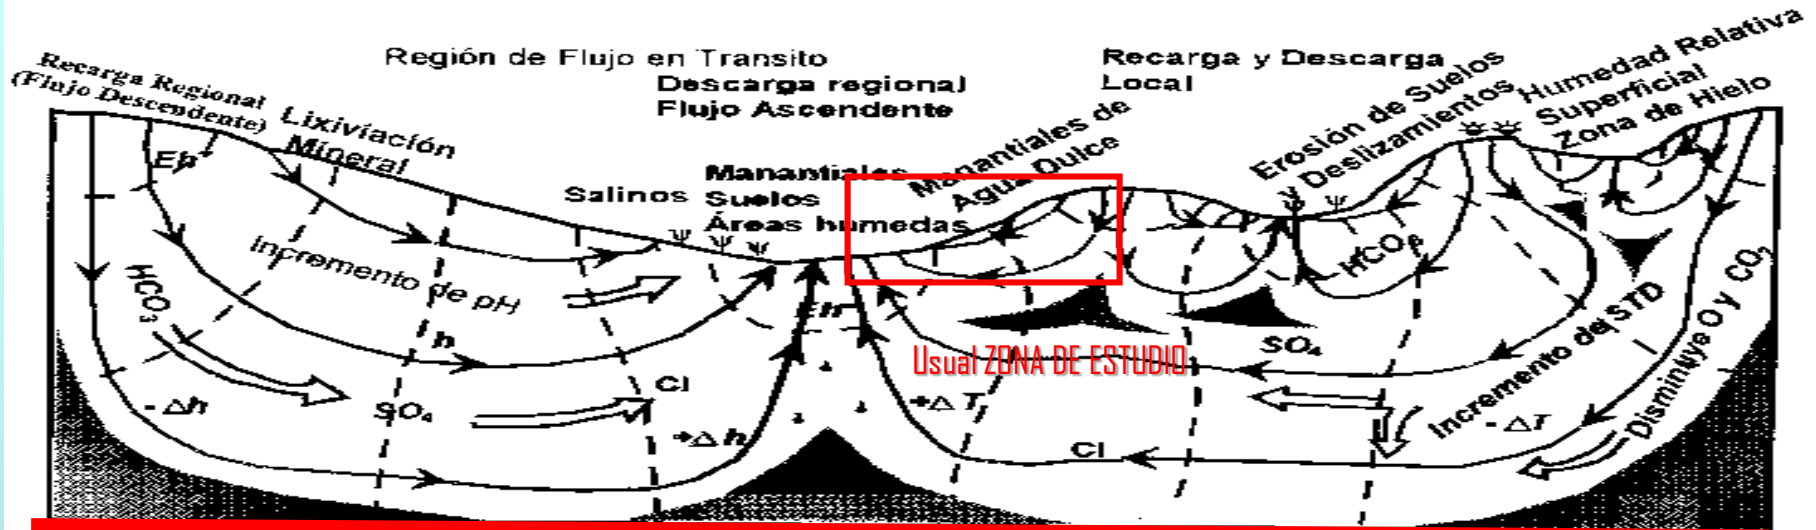 Recarga Regional
(Flujo Descendente)
Lixiviación
Mineral
Región de Flujo en Transito
Descarga regional
Flujo Ascendente
Recarga y Descarga
Local
Erosión de Suelos
y Deslizamientos
Humedad Relativa
Superficial
Zona de Hielo
Manantiales de
Agua Dulce
Manantiales
Salinos Suelos
Áreas humedas
Eh+
Incremento de pH
HCO₃
h
SO₄
Cl
- Δh
+Δh
Eh-
Usual ZONA DE ESTUDIO
+Δ T
Cl
SO₄
HCO₃
Incremento del STD
- ΔT
Disminuye O y CO₂